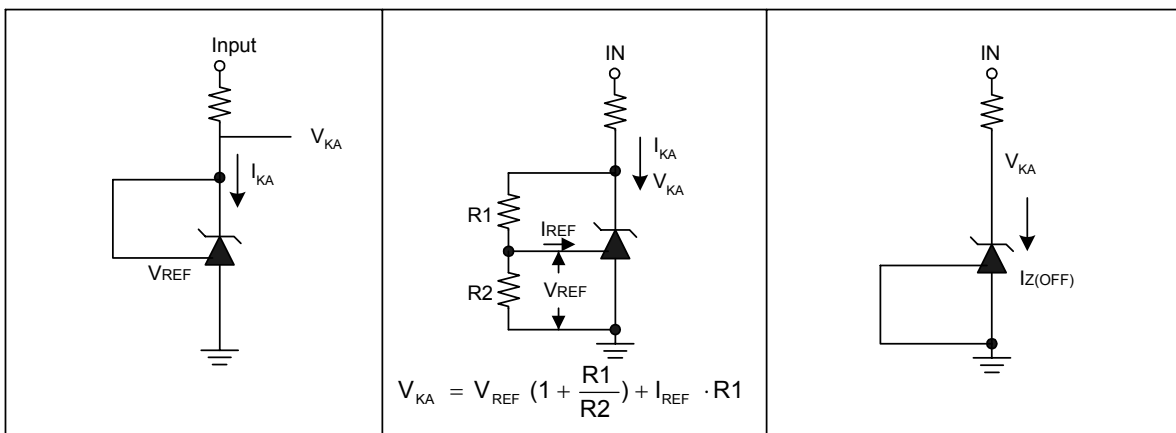 Input
V_KA
I_KA
VREF
IN
I_KA
V_KA
R1
IREF
R2
VREF
V_KA = V_REF (1 + R1/R2) + I_REF · R1
IN
V_KA
IZ(OFF)